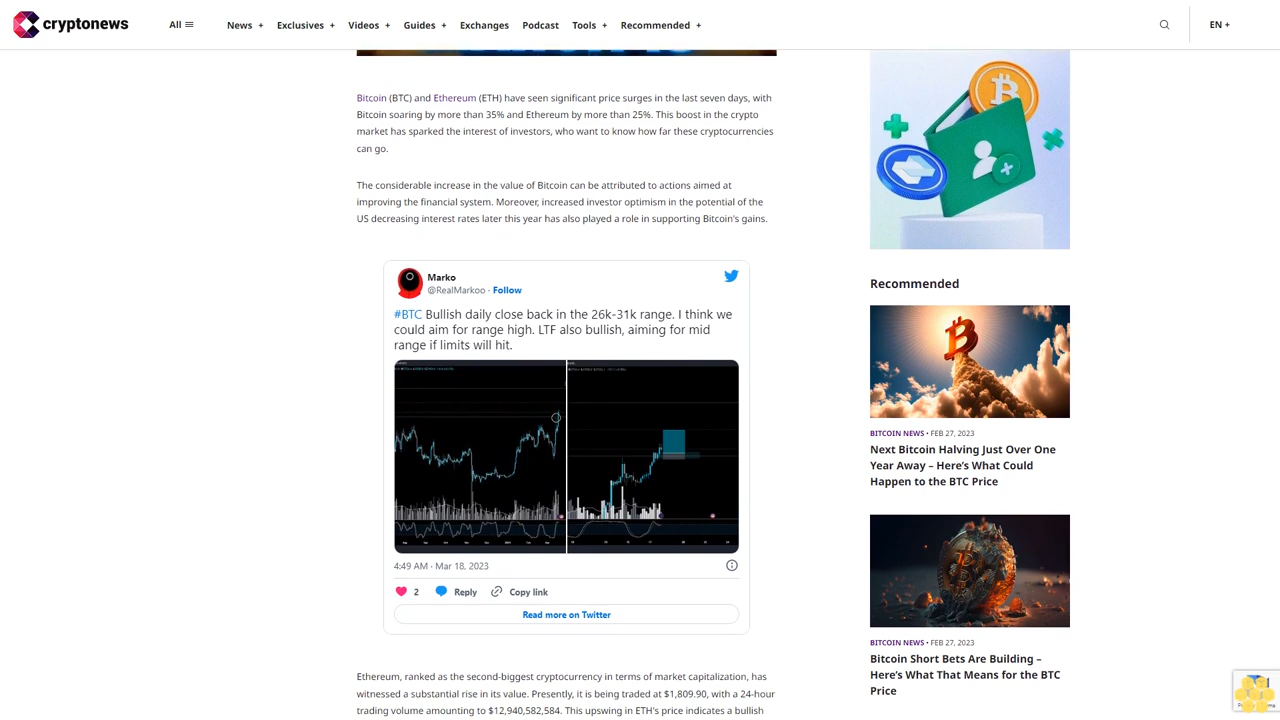 cryptonews
All
News +
Exclusives +
Videos +
Guides +
Exchanges
Podcast
Tools +
Recommended +
EN +
Bitcoin (BTC) and Ethereum (ETH) have seen significant price surges in the last seven days, with
Bitcoin soaring by more than 35% and Ethereum by more than 25%. This boost in the crypto
market has sparked the interest of investors, who want to know how far these cryptocurrencies
can go.
The considerable increase in the value of Bitcoin can be attributed to actions aimed at
improving the financial system. Moreover, increased investor optimism in the potential of the
US decreasing interest rates later this year has also played a role in supporting Bitcoin's gains.
Marko
@RealMarkoo · Follow
#BTC Bullish daily close back in the 26k-31k range. I think we
could aim for range high. LTF also bullish, aiming for mid
range if limits will hit.
4:49 AM · Mar 18, 2023
2
Reply
Copy link
Read more on Twitter
Ethereum, ranked as the second-biggest cryptocurrency in terms of market capitalization, has
witnessed a substantial rise in its value. Presently, it is being traded at $1,809.90, with a 24-hour
trading volume amounting to $12,940,582,584. This upswing in ETH's price indicates a bullish
Recommended
BITCOIN NEWS • FEB 27, 2023
Next Bitcoin Halving Just Over One
Year Away – Here's What Could
Happen to the BTC Price
BITCOIN NEWS • FEB 27, 2023
Bitcoin Short Bets Are Building –
Here's What That Means for the BTC
Price